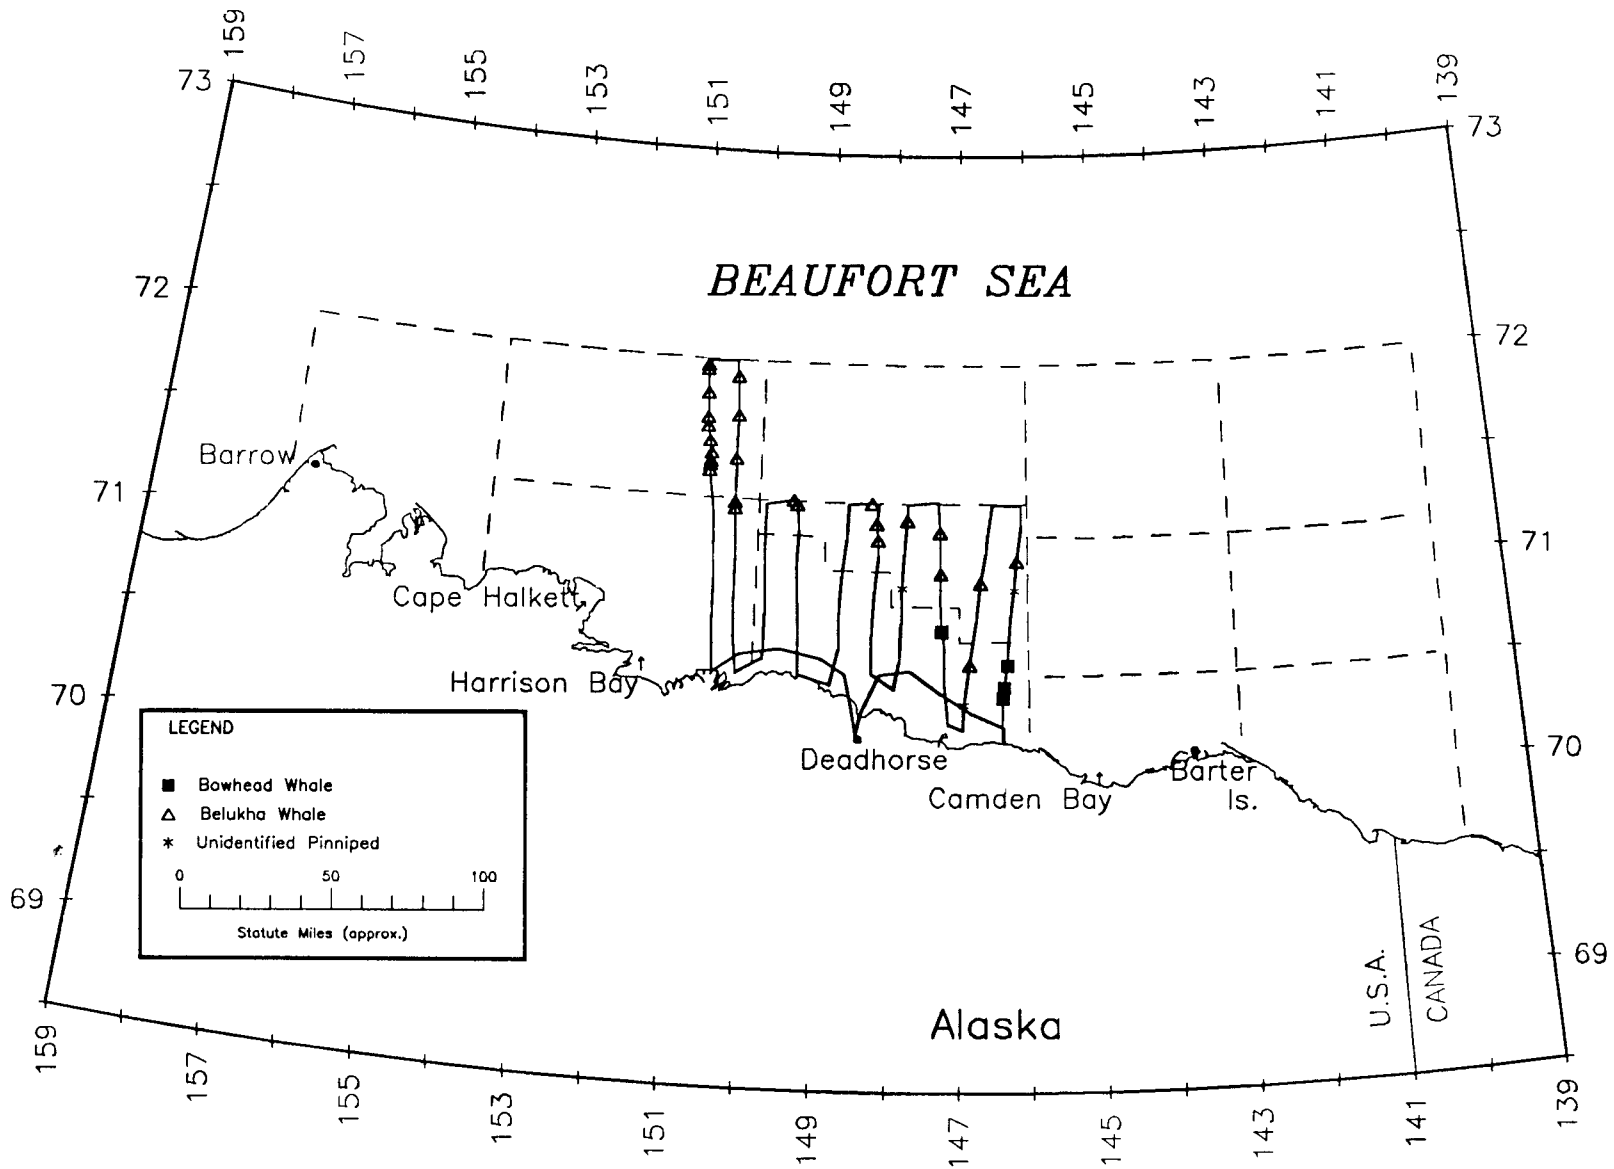 159 157 155 153 151 149 147 145 143 141 139
73 73
BEAUFORT SEA
72 72
Barrow
71 71
Cape Halkett
Harrison Bay
70 70
Deadhorse
Camden Bay
Barter
Is.
LEGEND
Bowhead Whale
Belukha Whale
Unidentified Pinniped
0 50 100
Statute Miles (approx.)
69 69
U.S.A.
CANADA
Alaska
159 157 155 153 151 149 147 145 143 141 139